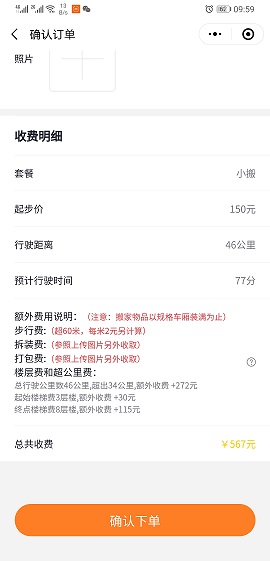 13
B/s
62
09:59
确认订单
照片
收费明细
套餐 小搬
起步价 150元
行驶距离 46公里
预计行驶时间 77分
额外费用说明：（注意：搬家物品以规格车厢装满为止）
步行费:（超60米，每米2元另计算）
拆装费:（参照上传图片另外收取）
打包费:（参照上传图片另外收取）
楼层费和超公里费：
总行驶公里数46公里,超出34公里,额外收费 +272元
起始楼梯费3层楼,额外收费 +30元
终点楼梯费8层楼,额外收费 +115元
总共收费 ￥567元
确认下单